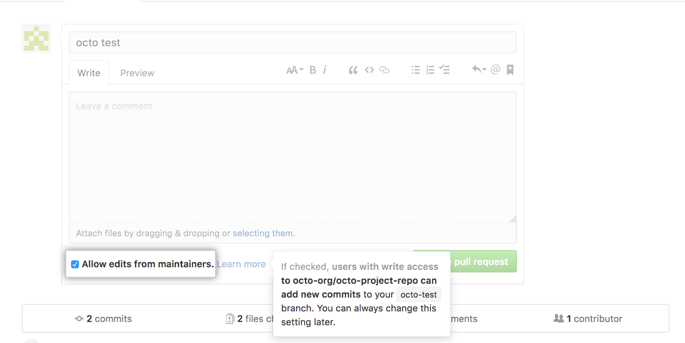 octo test
Write
Preview
AA B i
Leave a comment
Attach files by dragging & dropping or selecting them.
Allow edits from maintainers. Learn more
pull request
If checked, users with write access
to octo-org/octo-project-repo can
add new commits to your octo-test
branch. You can always change this
setting later.
2 commits
2 files
1 contributor